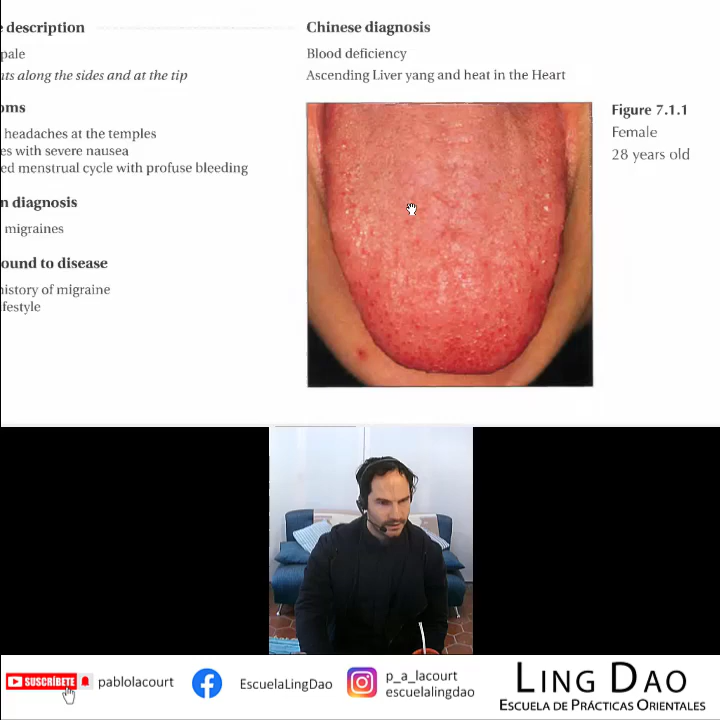 e description
pale
nts along the sides and at the tip
oms
headaches at the temples
es with severe nausea
ed menstrual cycle with profuse bleeding
n diagnosis
migraines
ound to disease
history of migraine
ifestyle
Chinese diagnosis
Blood deficiency
Ascending Liver yang and heat in the Heart
Figure 7.1.1
Female
28 years old
SUSCRÍBETE
pablolacourt
EscuelaLingDao
p_a_lacourt
escuelalingdao
LING DAO
ESCUELA DE PRÁCTICAS ORIENTALES